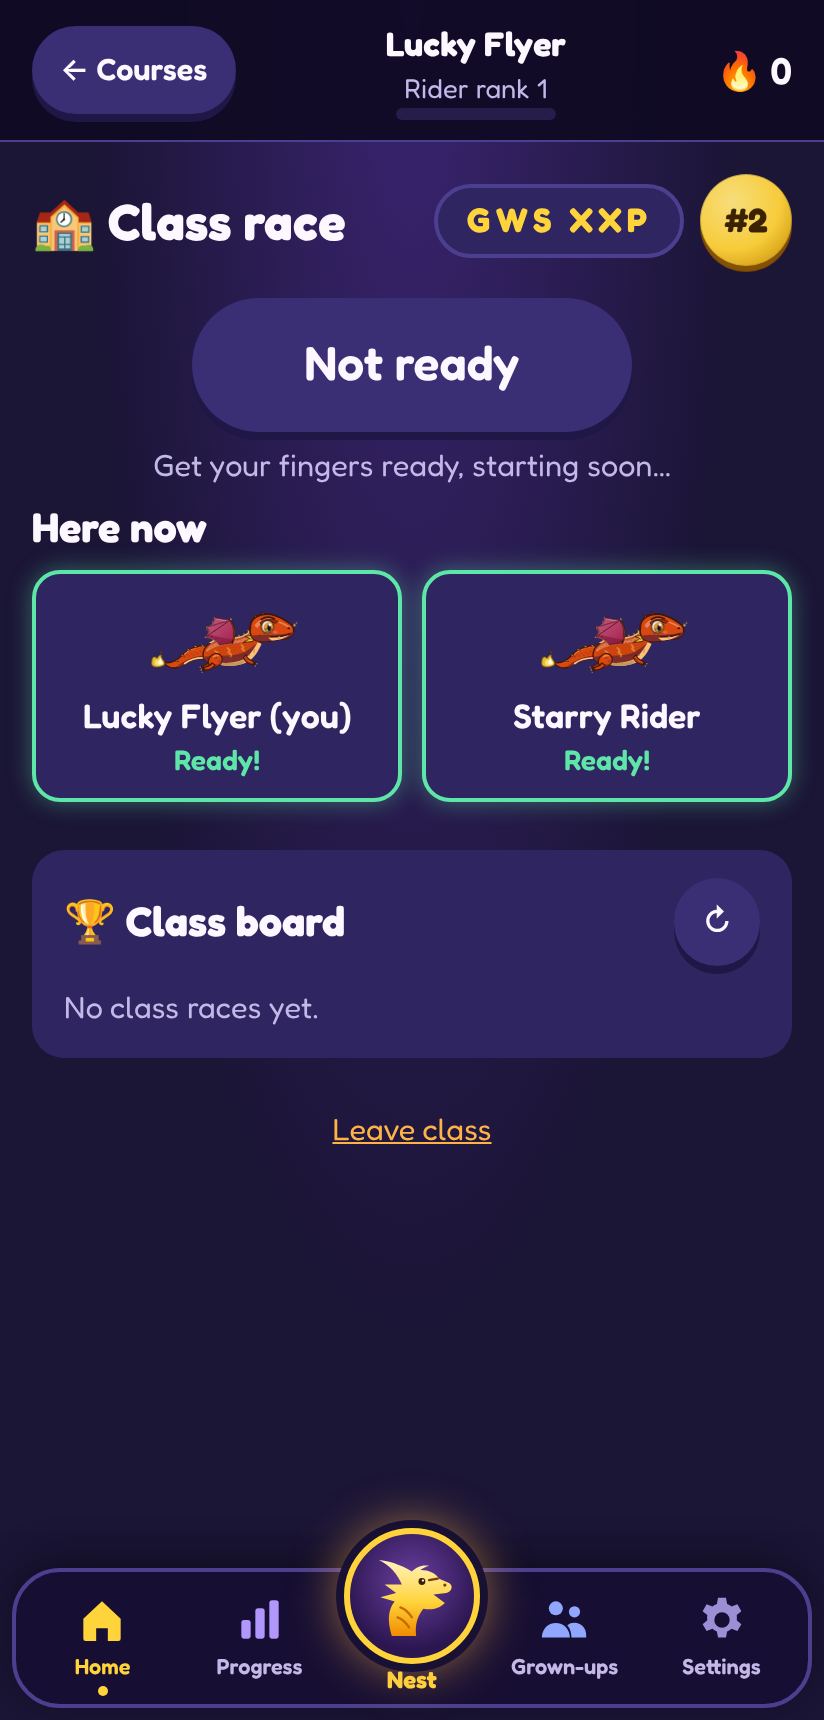 ← Courses
Lucky Flyer
Rider rank 1
🔥 0
🏫 Class race
GWS XXP
#2
Not ready
Get your fingers ready, starting soon...
Here now
Lucky Flyer (you)
Ready!
Starry Rider
Ready!
🏆 Class board
↻
No class races yet.
Leave class
Home
Progress
Nest
Grown-ups
Settings